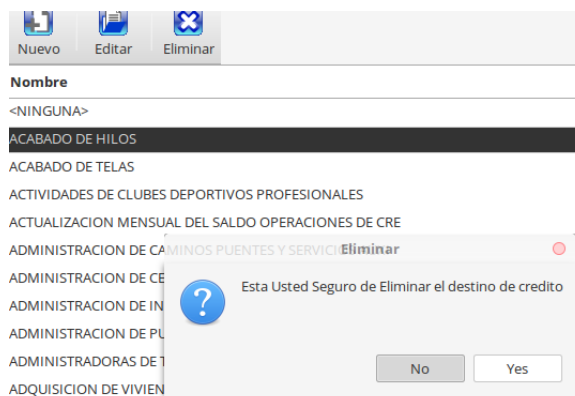 Nuevo Editar Eliminar
Nombre
<NINGUNA>
ACABADO DE HILOS
ACABADO DE TELAS
ACTIVIDADES DE CLUBES DEPORTIVOS PROFESIONALES
ACTUALIZACION MENSUAL DEL SALDO OPERACIONES DE CRE
ADMINISTRACION DE CAMINOS PUENTES Y
Eliminar
ADMINISTRACION DE CE
Esta Usted Seguro de Eliminar el destino de credito
ADMINISTRACION DE IN
ADMINISTRACION DE PU
ADMINISTRADORAS DE T
No Yes
ADQUISICION DE VIVIEN